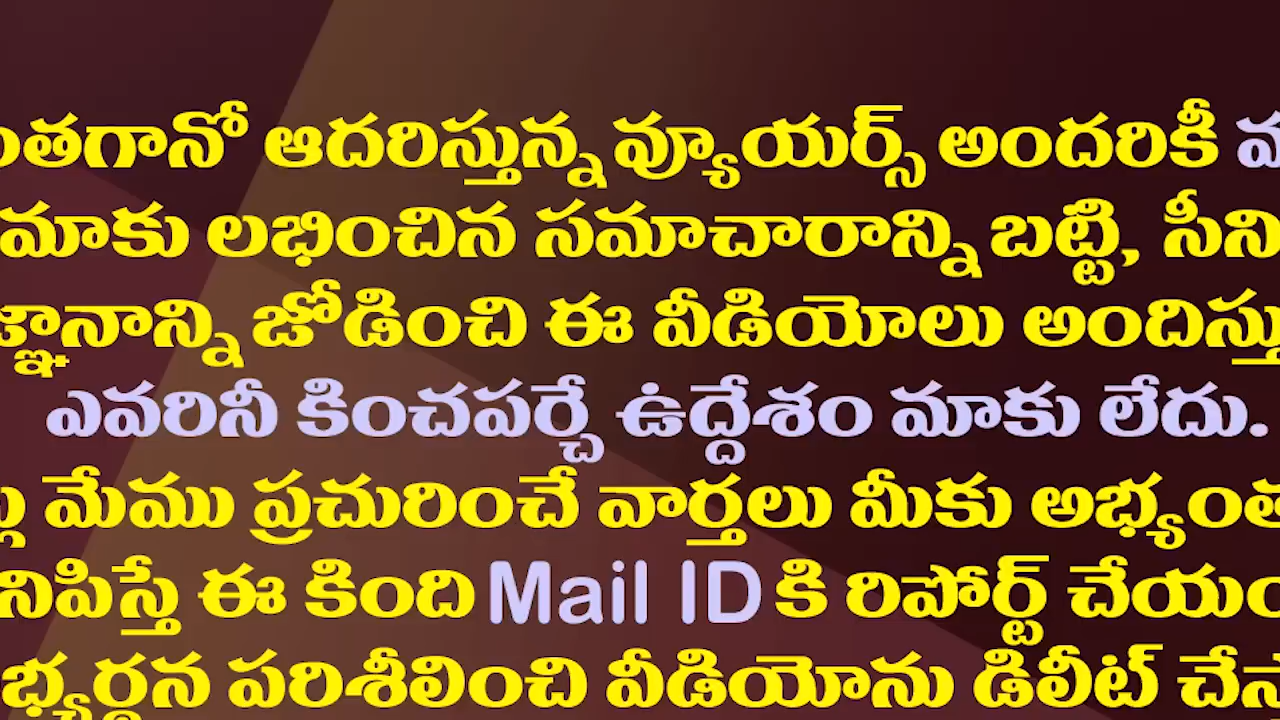 ఆదరిస్తున్న వ్యూయర్స్ అందరికీ
మాకు లభించిన సమాచారాన్ని బట్టి,
జోడించి ఈ వీడియోలు
ఎవరినీ కించపర్చే ఉద్దేశం మాకు లేదు.
మేము ప్రచురించే వార్తలు మీకు
ఈ కింది Mail ID కి రిపోర్ట్
పరిశీలించి వీడియోను డిలీట్